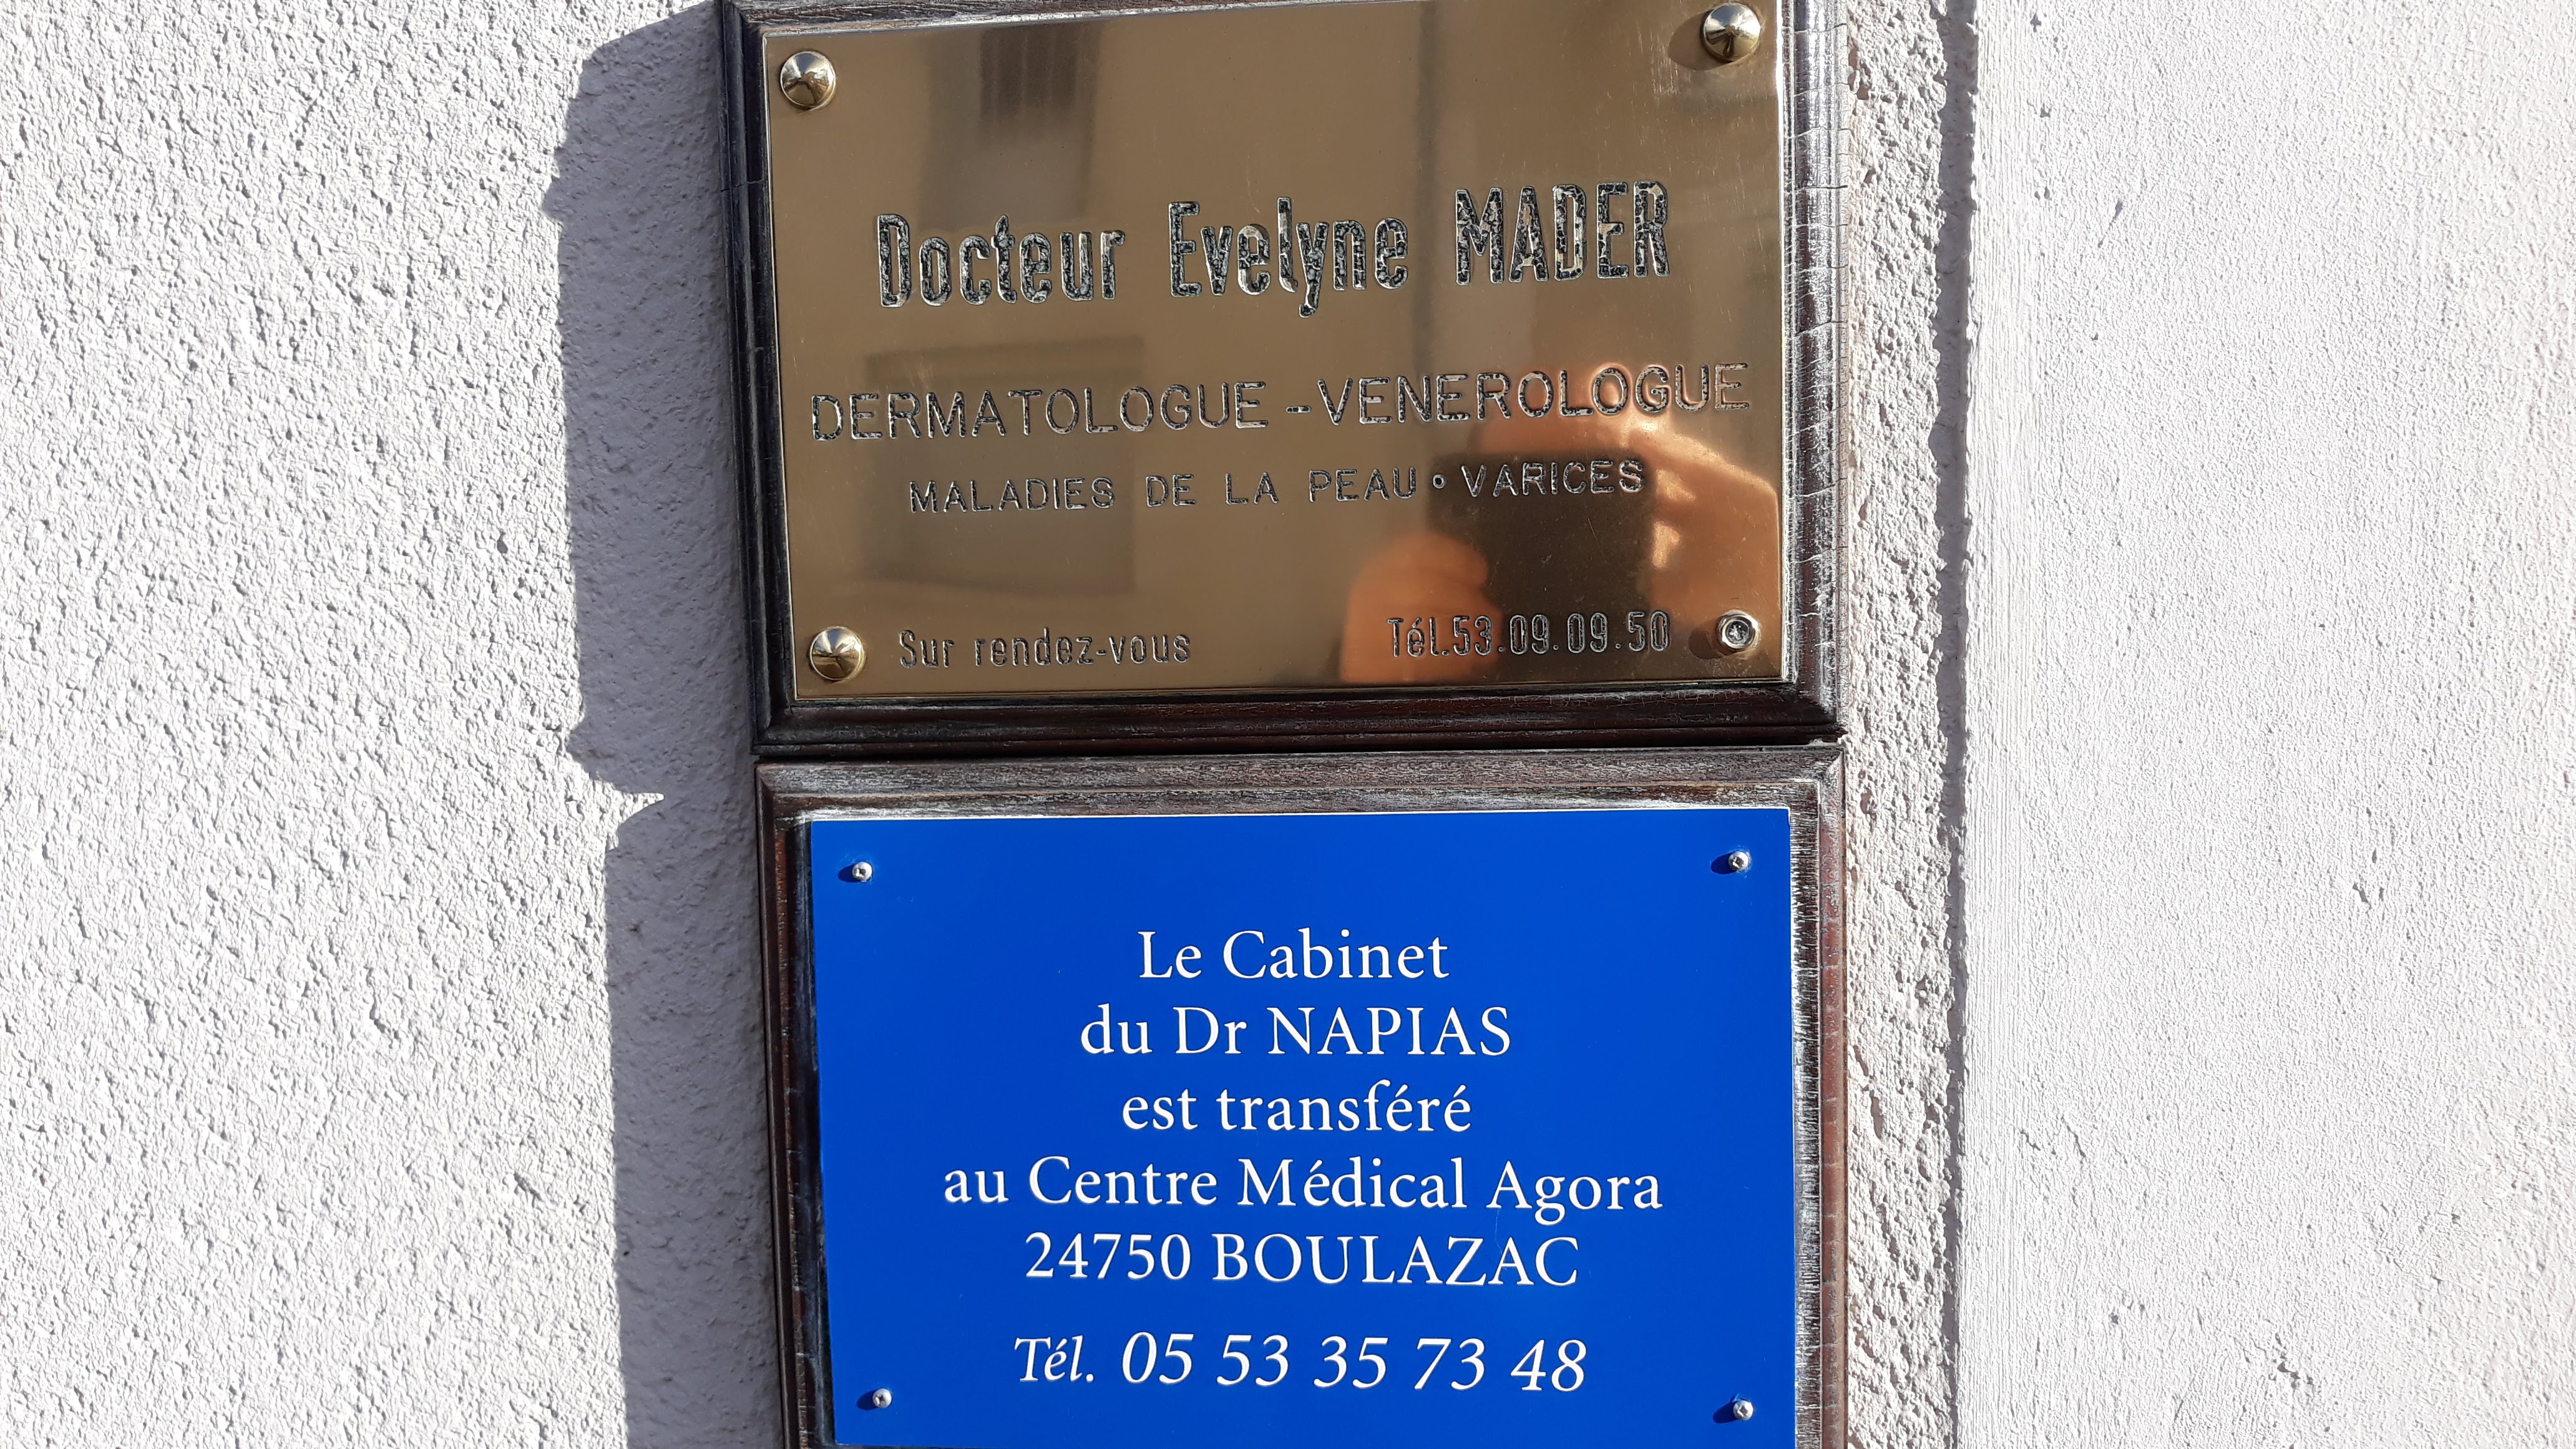 Docteur Evelyne MADER
DERMATOLOGUE - VENEROLOGUE
MALADIES DE LA PEAU • VARICES
Sur rendez-vous Tél.53.09.09.50
Le Cabinet
du Dr NAPIAS
est transféré
au Centre Médical Agora
24750 BOULAZAC
Tél. 05 53 35 73 48